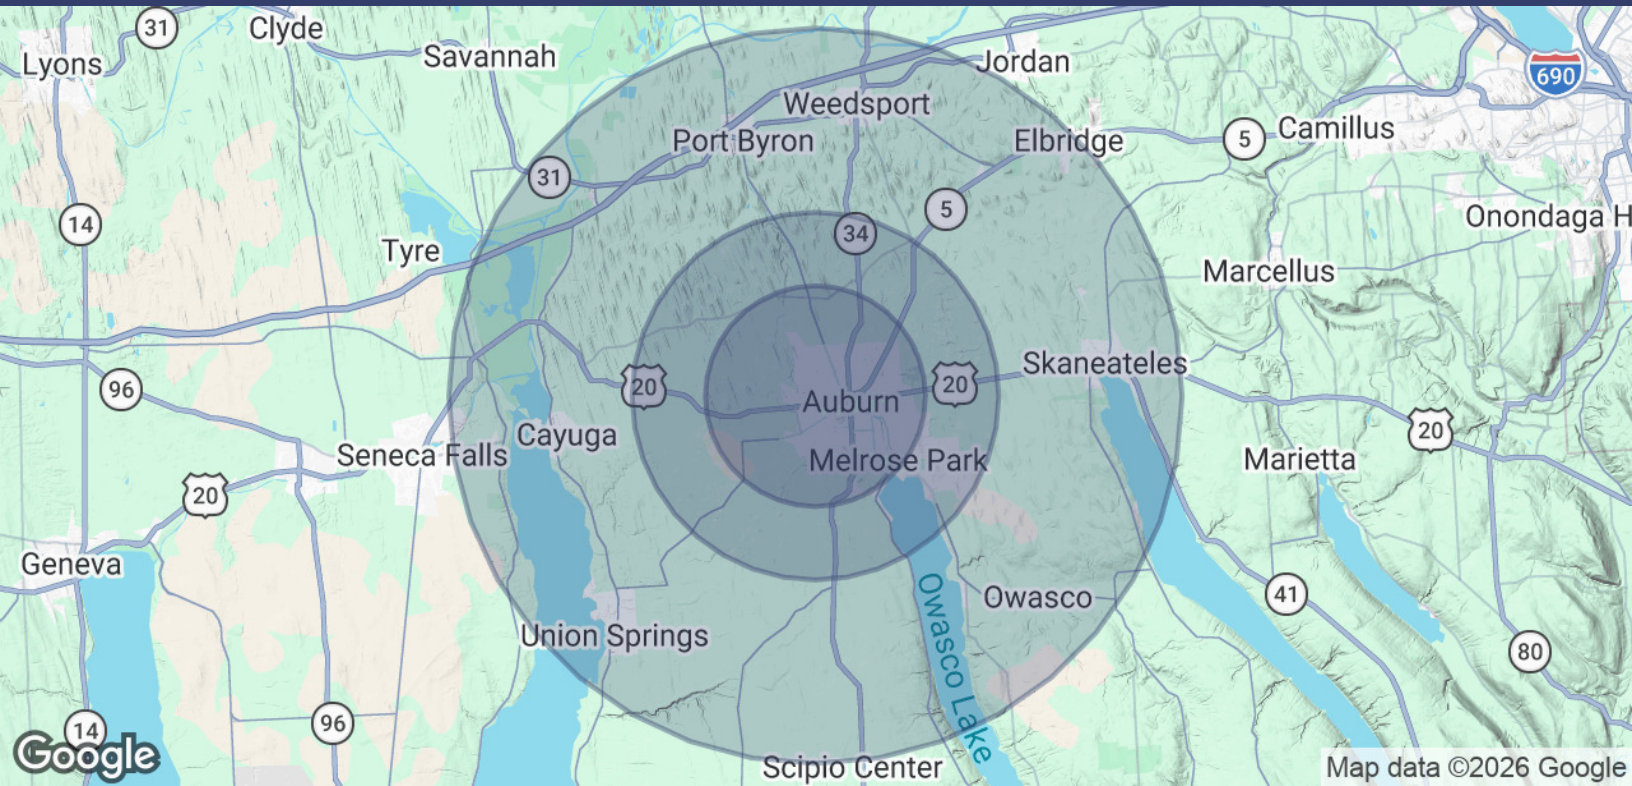 31
Clyde
Savannah
Lyons
Jordan
690
Weedsport
Port Byron
Elbridge
5
Camillus
31
14
5
34
Onondaga H
Tyre
Marcellus
Skaneateles
96
20
20
Auburn
Cayuga
Seneca Falls
Melrose Park
20
Marietta
20
Geneva
Owasco
41
Owasco Lake
Union Springs
80
14
96
Google
Scipio Center
Map data ©2026 Google